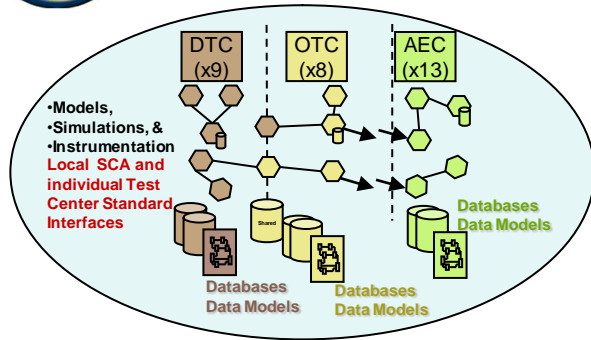 DTC
(x9)
OTC
(x8)
AEC
(x13)
•Models,
•Simulations, &
•Instrumentation
Local SCA and
individual Test
Center Standard
Interfaces
Shared
Databases
Data Models
Databases
Data Models
Databases
Data Models